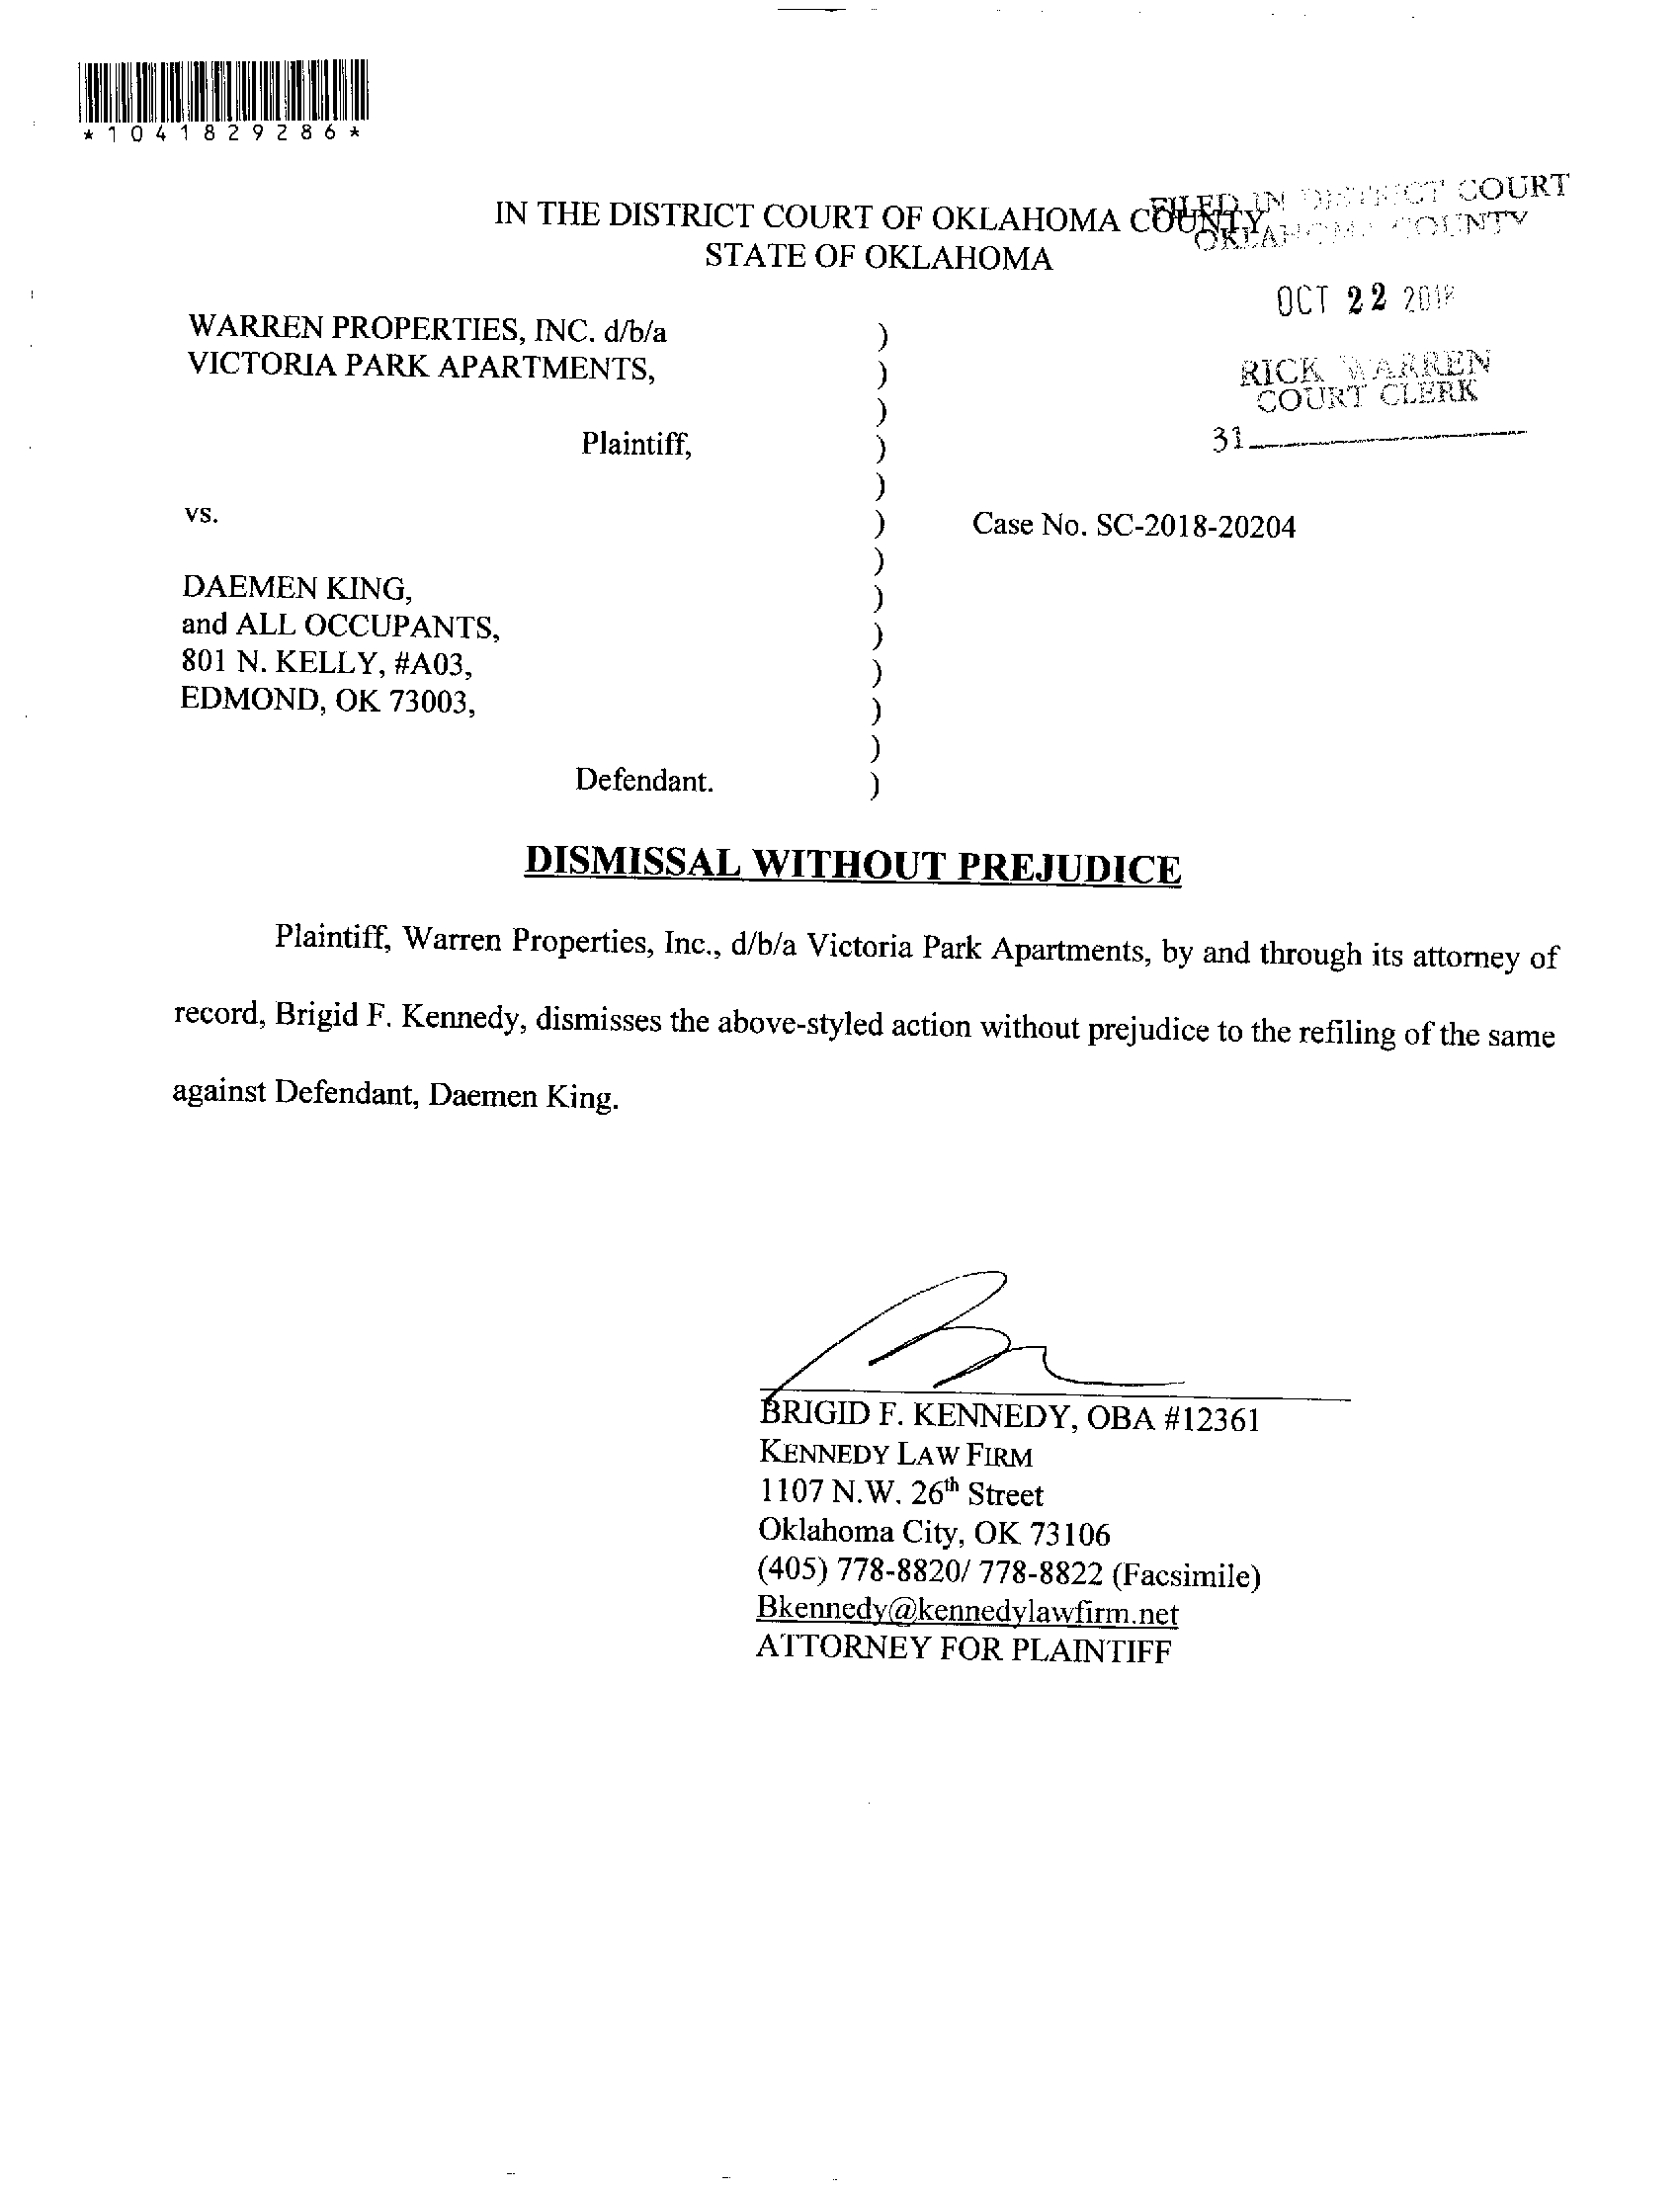 *1041829286*
IN THE DISTRICT COURT OF OKLAHOMA COUNTY
STATE OF OKLAHOMA
FILED IN DISTRICT COURT
OKLAHOMA COUNTY
OCT 22 2018
RICK WARREN
COURT CLERK
31
WARREN PROPERTIES, INC. d/b/a )
VICTORIA PARK APARTMENTS, )
)
Plaintiff, )
)
vs. ) Case No. SC-2018-20204
)
DAEMEN KING, )
and ALL OCCUPANTS, )
801 N. KELLY, #A03, )
EDMOND, OK 73003, )
)
Defendant. )
DISMISSAL WITHOUT PREJUDICE
Plaintiff, Warren Properties, Inc., d/b/a Victoria Park Apartments, by and through its attorney of
record, Brigid F. Kennedy, dismisses the above-styled action without prejudice to the refiling of the same
against Defendant, Daemen King.
BRIGID F. KENNEDY, OBA #12361
KENNEDY LAW FIRM
1107 N.W. 26th Street
Oklahoma City, OK 73106
(405) 778-8820/ 778-8822 (Facsimile)
Bkennedy@kennedylawfirm.net
ATTORNEY FOR PLAINTIFF